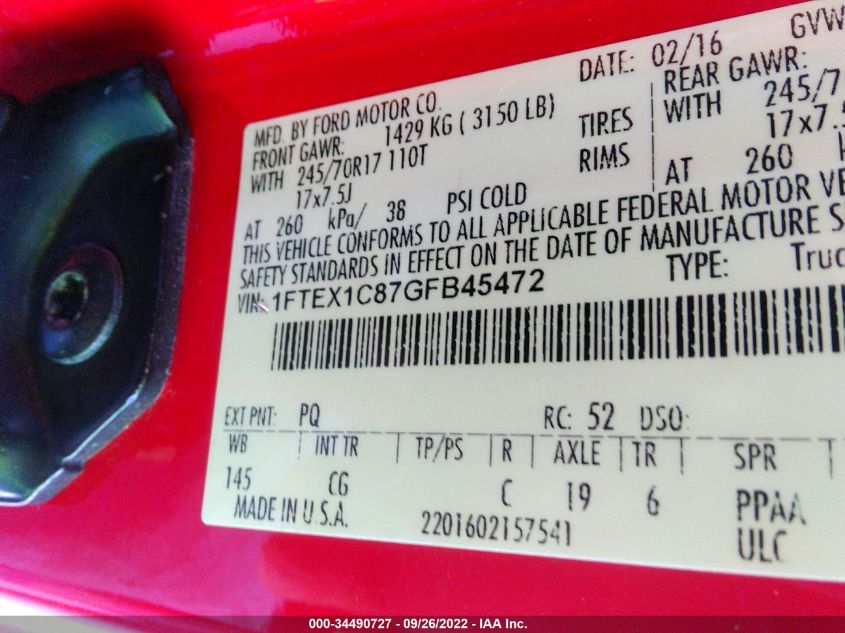 DATE: 02/16 GVW
MFD. BY FORD MOTOR CO.
FRONT GAWR: 1429 KG ( 3150 LB) REAR GAWR:
WITH 245/70R17 110T TIRES WITH 245/7
17x7.5J RIMS 17x7.5
AT 260 kPa/ 38 PSI COLD AT 260
THIS VEHICLE CONFORMS TO ALL APPLICABLE FEDERAL MOTOR VE
SAFETY STANDARDS IN EFFECT ON THE DATE OF MANUFACTURE S
VIN: 1FTEX1C87GFB45472 TYPE: Truc
EXT PNT: PQ RC: 52 DSO:
WB INT TR TP/PS R AXLE TR SPR
145 CG C 19 6 PPAA
MADE IN U.S.A. 2201602157541 ULC
000-34490727 - 09/26/2022 - IAA Inc.